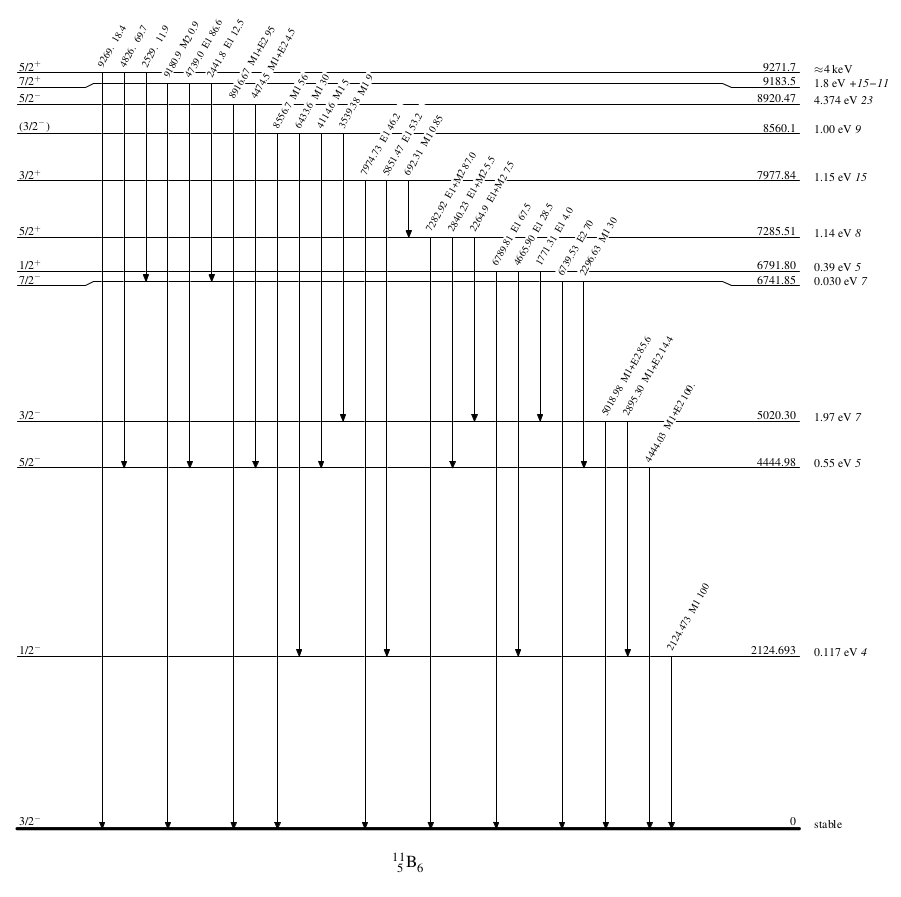 9269. 18.4
4826. 69.7
2529. 11.9
9180.9 M2 0.9
4739.0 E1 86.6
2441.8 E1 12.5
8916.67 M1+E2 95
4474.5 M1+E2 4.5
8556.7 M1 56
6433.6 M1 30
4114.6 M1 5
3539.38 M1 9
5/2+ 9271.7 ≈4 keV
7/2+ 9183.5 1.8 eV +15−11
5/2− 8920.47 4.374 eV 23
(3/2−) 8560.1 1.00 eV 9
7974.73 E1 46.2
5851.47 E1 53.2
692.31 M1 0.85
3/2+ 7977.84 1.15 eV 15
7282.92 E1+M2 87.0
2840.23 E1+M2 5.5
2264.9 E1+M2 7.5
5/2+ 7285.51 1.14 eV 8
6789.81 E1 67.5
4665.90 E1 28.5
1771.31 E1 4.0
6739.53 E2 70
2296.63 M1 30
1/2+ 6791.80 0.39 eV 5
7/2− 6741.85 0.030 eV 7
5018.98 M1+E2 85.6
2895.30 M1+E2 14.4
3/2− 5020.30 1.97 eV 7
4444.03 M1+E2 100.
5/2− 4444.98 0.55 eV 5
2124.473 M1 100
1/2− 2124.693 0.117 eV 4
3/2− 0 stable
¹¹₅B₆